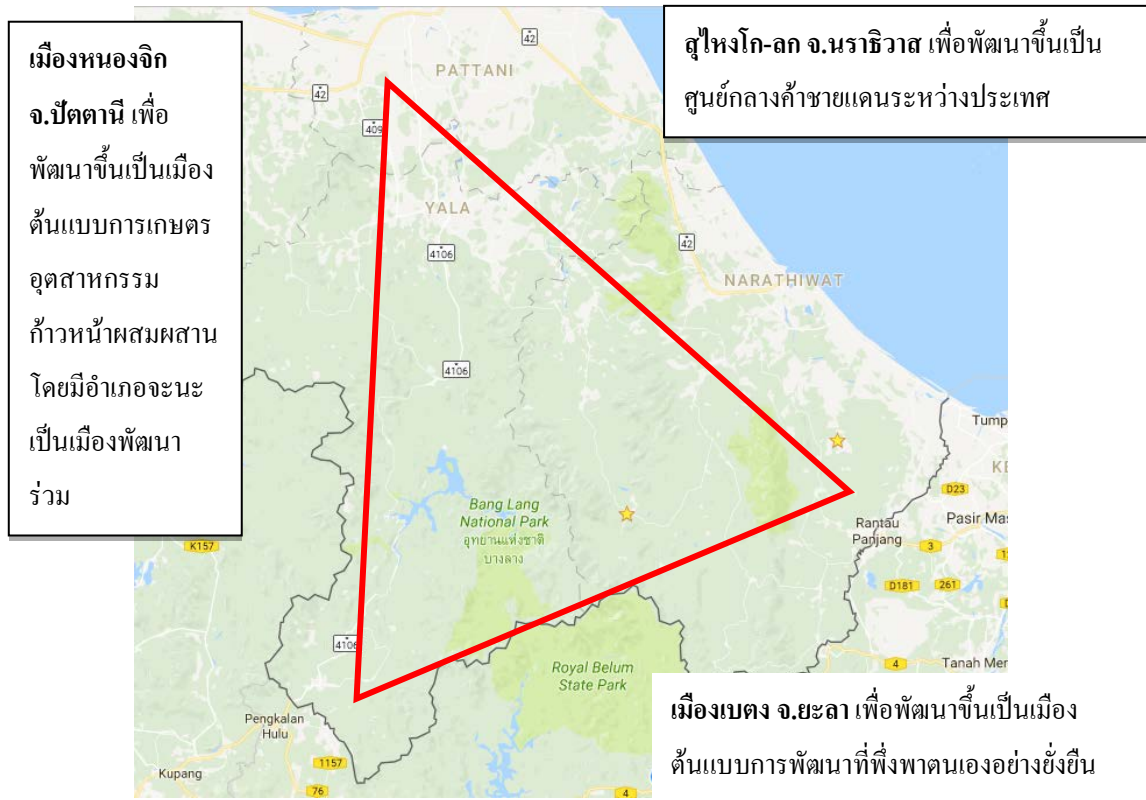 เมืองหนองจิก
จ.ปัตตานี เพื่อ
พัฒนาขึ้นเป็นเมือง
ต้นแบบการเกษตร
อุตสาหกรรม
ก้าวหน้าผสมผสาน
โดยมีอำเภอจะนะ
เป็นเมืองพัฒนา
ร่วม
สุไหงโก-ลก จ.นราธิวาส เพื่อพัฒนาขึ้นเป็น
ศูนย์กลางค้าชายแดนระหว่างประเทศ
42
PATTANI
42
409
YALA
4106
42
NARATHIWAT
4106
Tump
KE
D23
Bang Lang
National Park
อุทยานแห่งชาติ
บางลาง
Rantau
Panjang
Pasir Mas
K157
3
D181
261
4106
Royal Belum
State Park
4
Tanah Mer
Pengkalan
Hulu
1157
Kupang
76
4
เมืองเบตง จ.ยะลา เพื่อพัฒนาขึ้นเป็นเมือง
ต้นแบบการพัฒนาที่พึ่งพาตนเองอย่างยั่งยืน